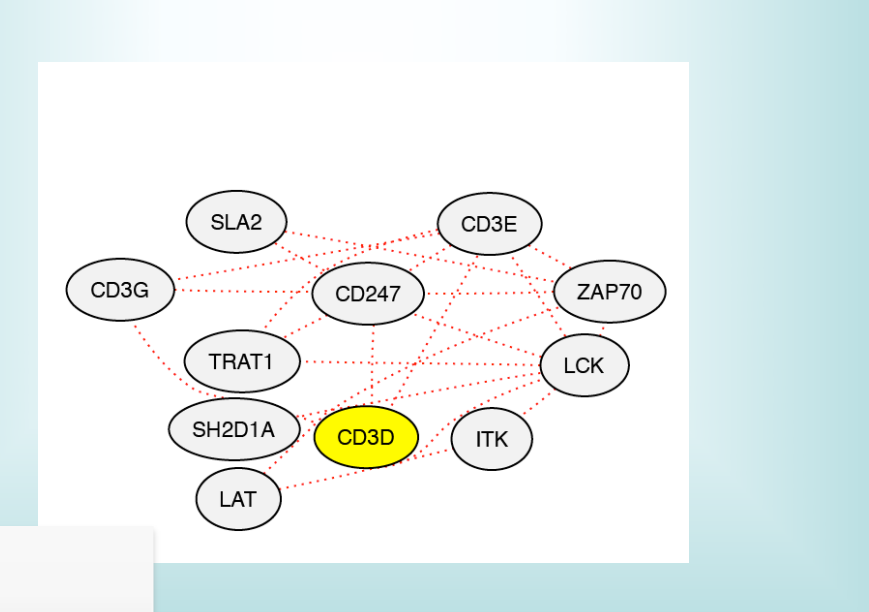 SLA2
CD3E
CD3G
CD247
ZAP70
TRAT1
LCK
SH2D1A
CD3D
ITK
LAT